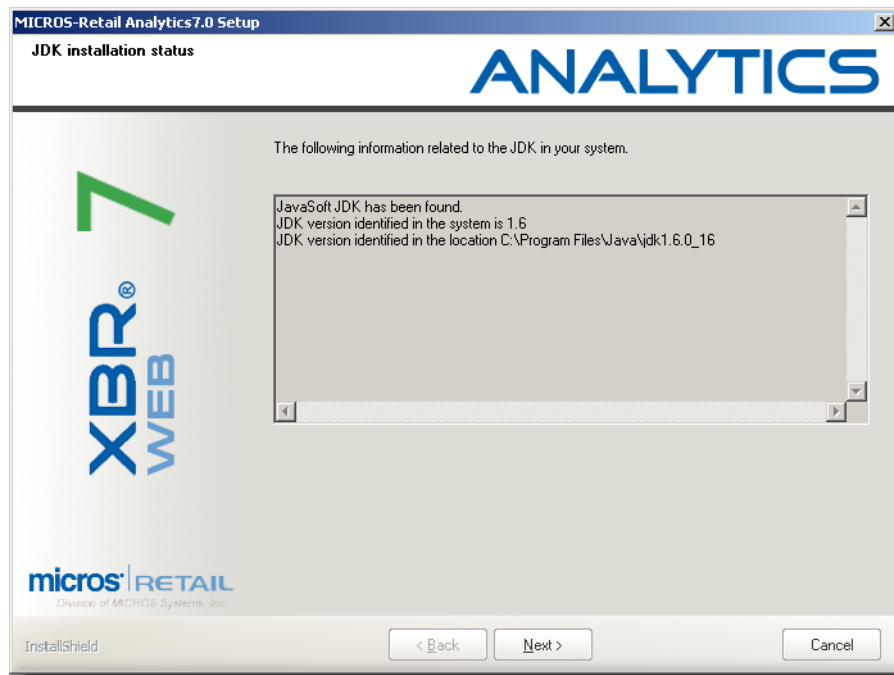 MICROS-Retail Analytics7.0 Setup
JDK installation status
ANALYTICS
The following information related to the JDK in your system.
JavaSoft JDK has been found.
JDK version identified in the system is 1.6
JDK version identified in the location C:\Program Files\Java\jdk1.6.0_16
XBR® 7
WEB
micros® RETAIL
Division of MICROS Systems, Inc.
InstallShield
< Back
Next >
Cancel